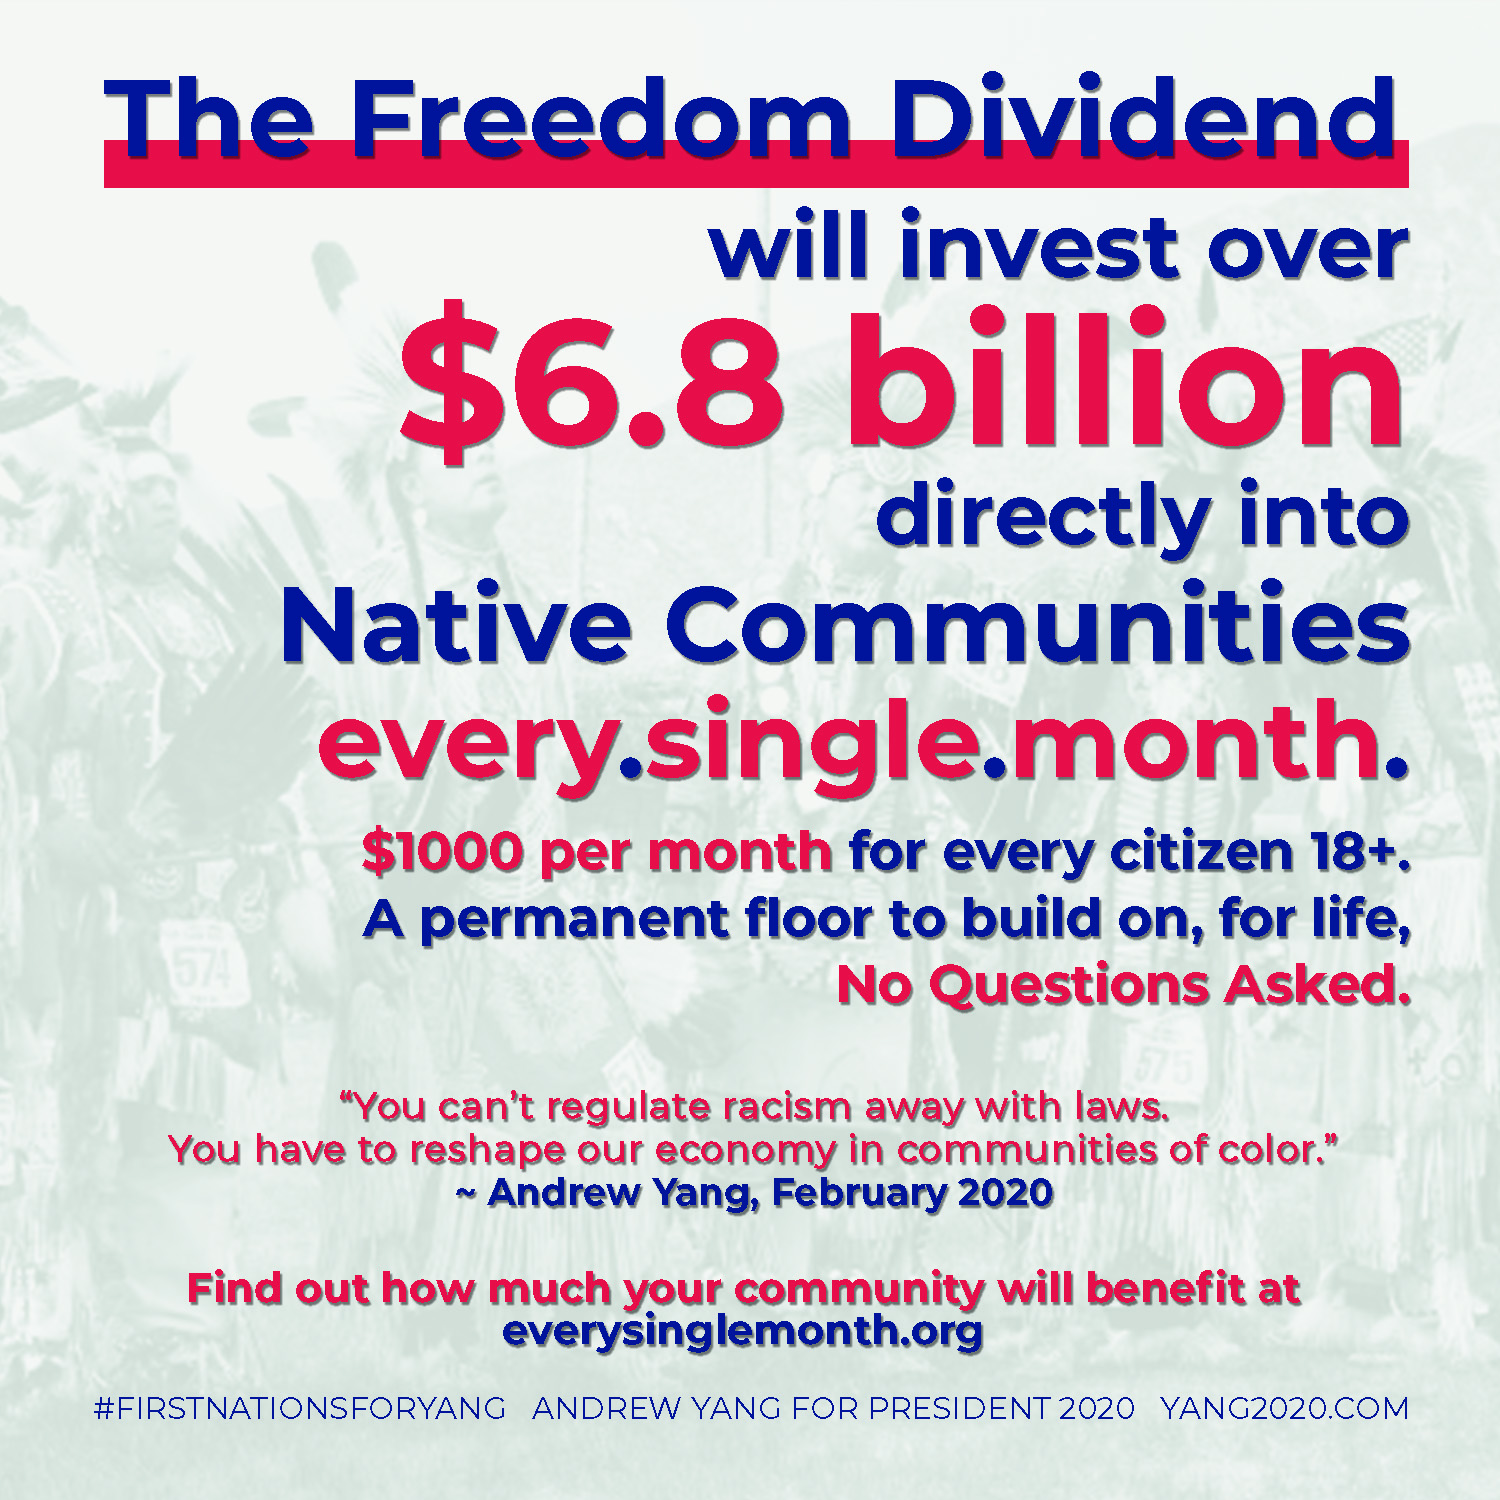 The Freedom Dividend
will invest over
$6.8 billion
directly into
Native Communities
every.single.month.
$1000 per month for every citizen 18+.
A permanent floor to build on, for life,
No Questions Asked.
574
575
“You can’t regulate racism away with laws.
You have to reshape our economy in communities of color.”
~ Andrew Yang, February 2020
Find out how much your community will benefit at
everysinglemonth.org
#FIRSTNATIONSFORYANG ANDREW YANG FOR PRESIDENT 2020 YANG2020.COM